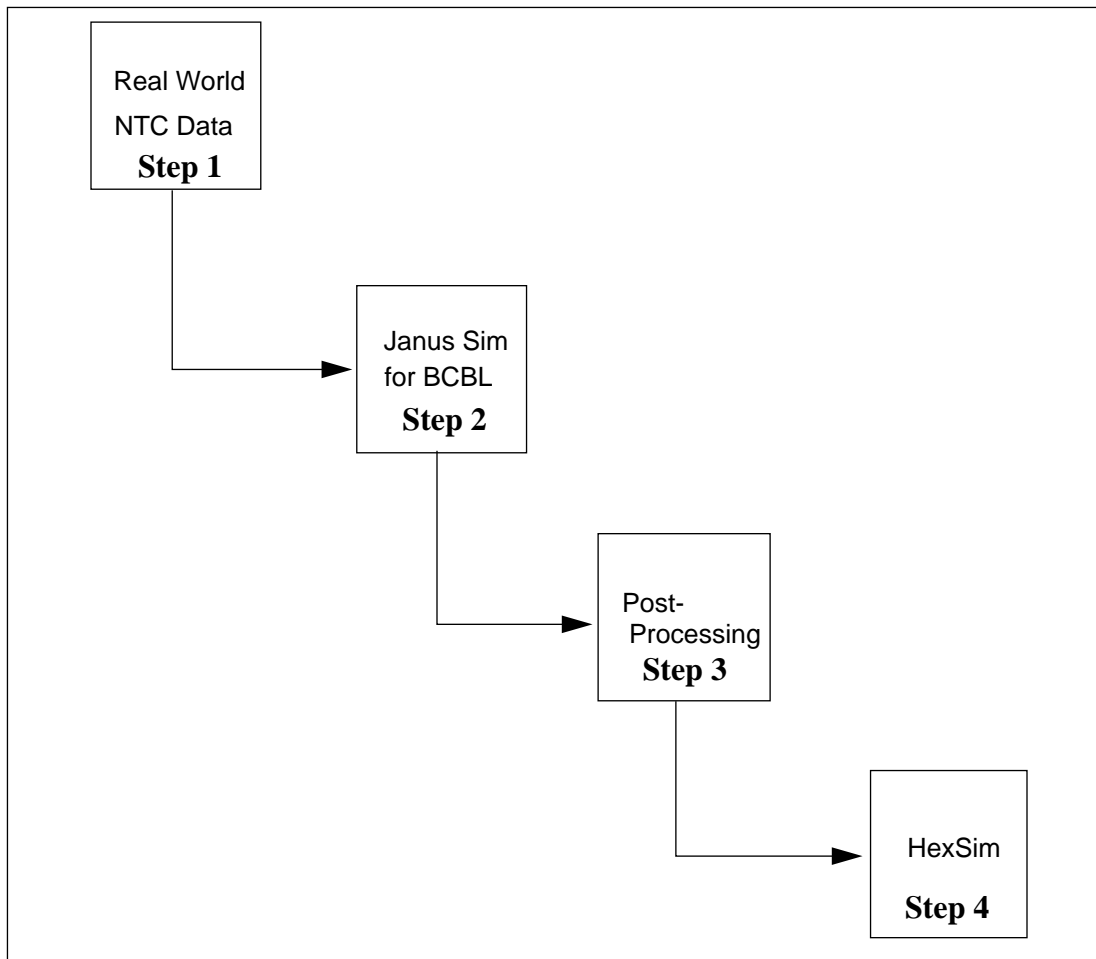 Real World
NTC Data
Step 1
Janus Sim
for BCBL
Step 2
Post-
Processing
Step 3
HexSim
Step 4